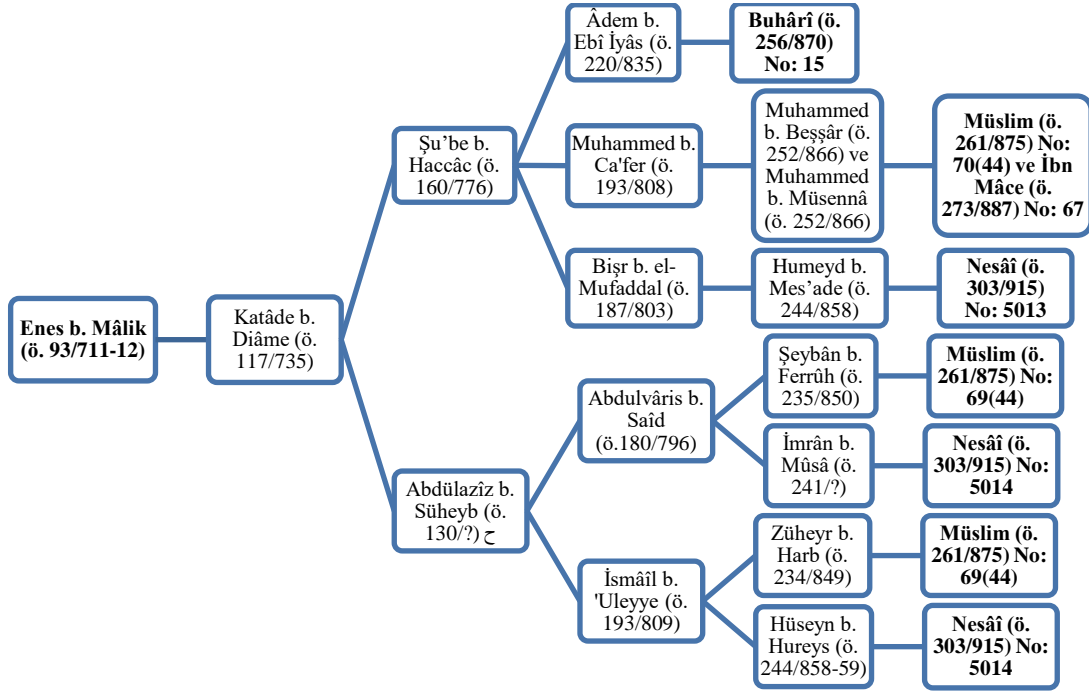 Enes b. Mâlik
(ö. 93/711-12)
Katâde b.
Diâme (ö.
117/735)
Şu’be b.
Haccâc (ö.
160/776)
Âdem b.
Ebî İyâs (ö.
220/835)
Buhârî (ö.
256/870)
No: 15
Muhammed b.
Ca'fer (ö.
193/808)
Muhammed
b. Beşşâr (ö.
252/866) ve
Muhammed
b. Müsennâ
(ö. 252/866)
Müslim (ö.
261/875) No:
70(44) ve İbn
Mâce (ö.
273/887) No: 67
Bişr b. el-
Mufaddal (ö.
187/803)
Humeyd b.
Mes’ade (ö.
244/858)
Nesâî (ö.
303/915)
No: 5013
Abdülazîz b.
Süheyb (ö.
130/?) ح
Abdulvâris b.
Saîd
(ö.180/796)
Şeybân b.
Ferrûh (ö.
235/850)
Müslim (ö.
261/875) No:
69(44)
İmrân b.
Mûsâ (ö.
241/?)
Nesâî (ö.
303/915) No:
5014
İsmâîl b.
'Uleyye (ö.
193/809)
Züheyr b.
Harb (ö.
234/849)
Müslim (ö.
261/875) No:
69(44)
Hüseyn b.
Hureys (ö.
244/858-59)
Nesâî (ö.
303/915) No:
5014